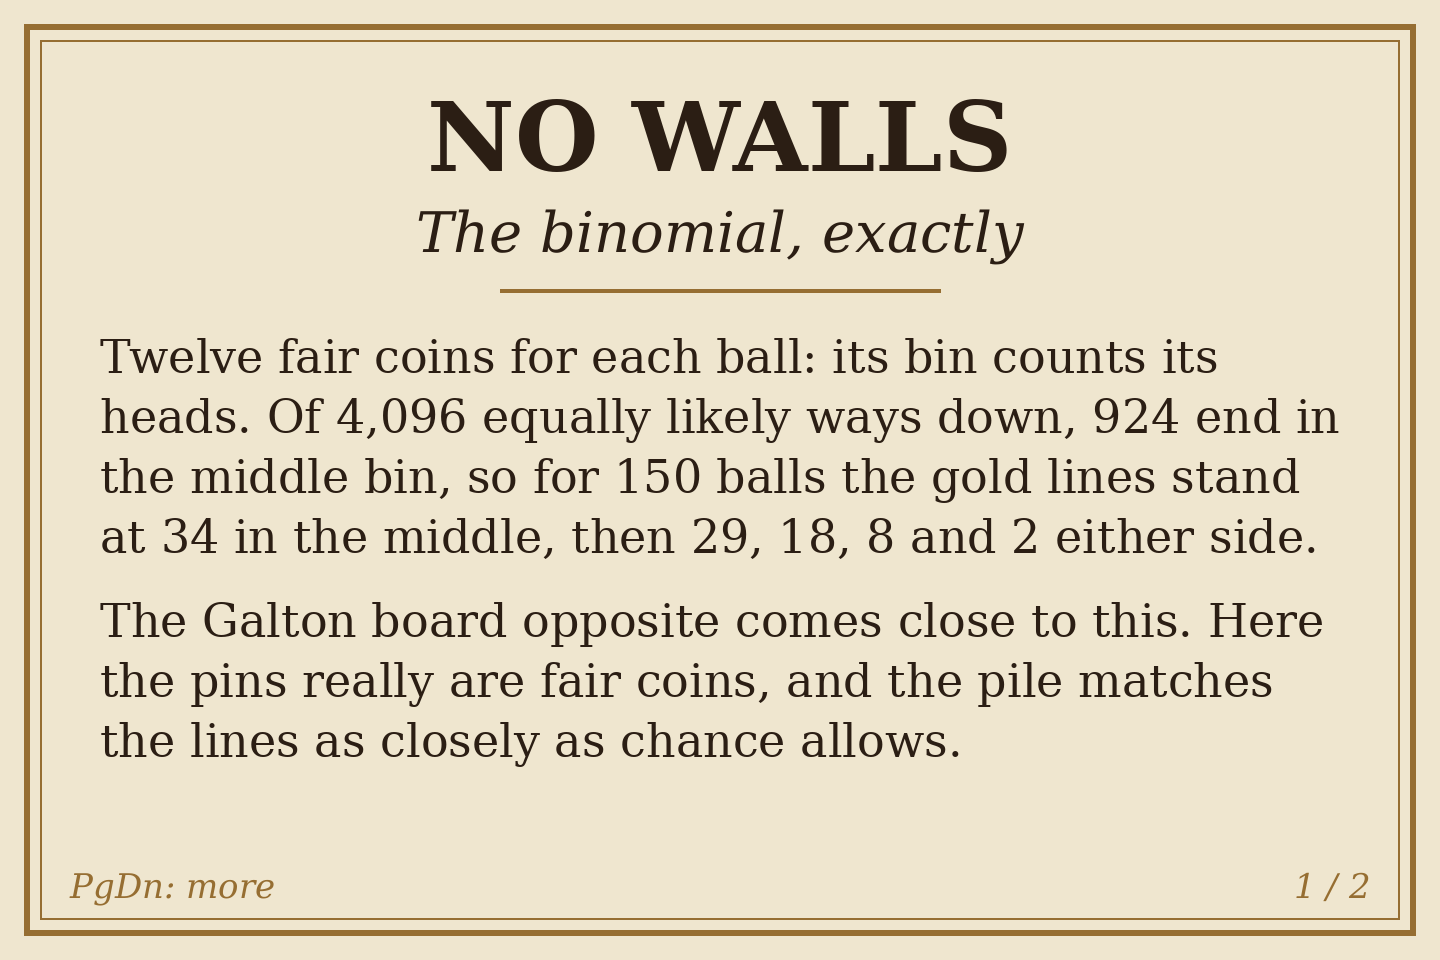 NO WALLS
The binomial, exactly
Twelve fair coins for each ball: its bin counts its
heads. Of 4,096 equally likely ways down, 924 end in
the middle bin, so for 150 balls the gold lines stand
at 34 in the middle, then 29, 18, 8 and 2 either side.
The Galton board opposite comes close to this. Here
the pins really are fair coins, and the pile matches
the lines as closely as chance allows.
PgDn: more
1 / 2